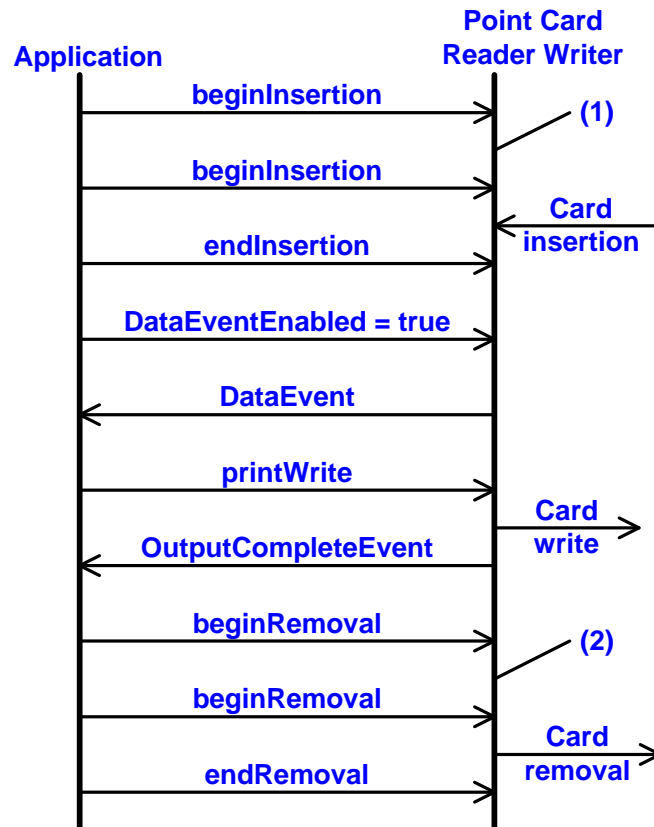 Application
Point Card
Reader Writer
beginInsertion
(1)
beginInsertion
Card
insertion
endInsertion
DataEventEnabled = true
DataEvent
printWrite
Card
write
OutputCompleteEvent
beginRemoval
(2)
beginRemoval
Card
removal
endRemoval